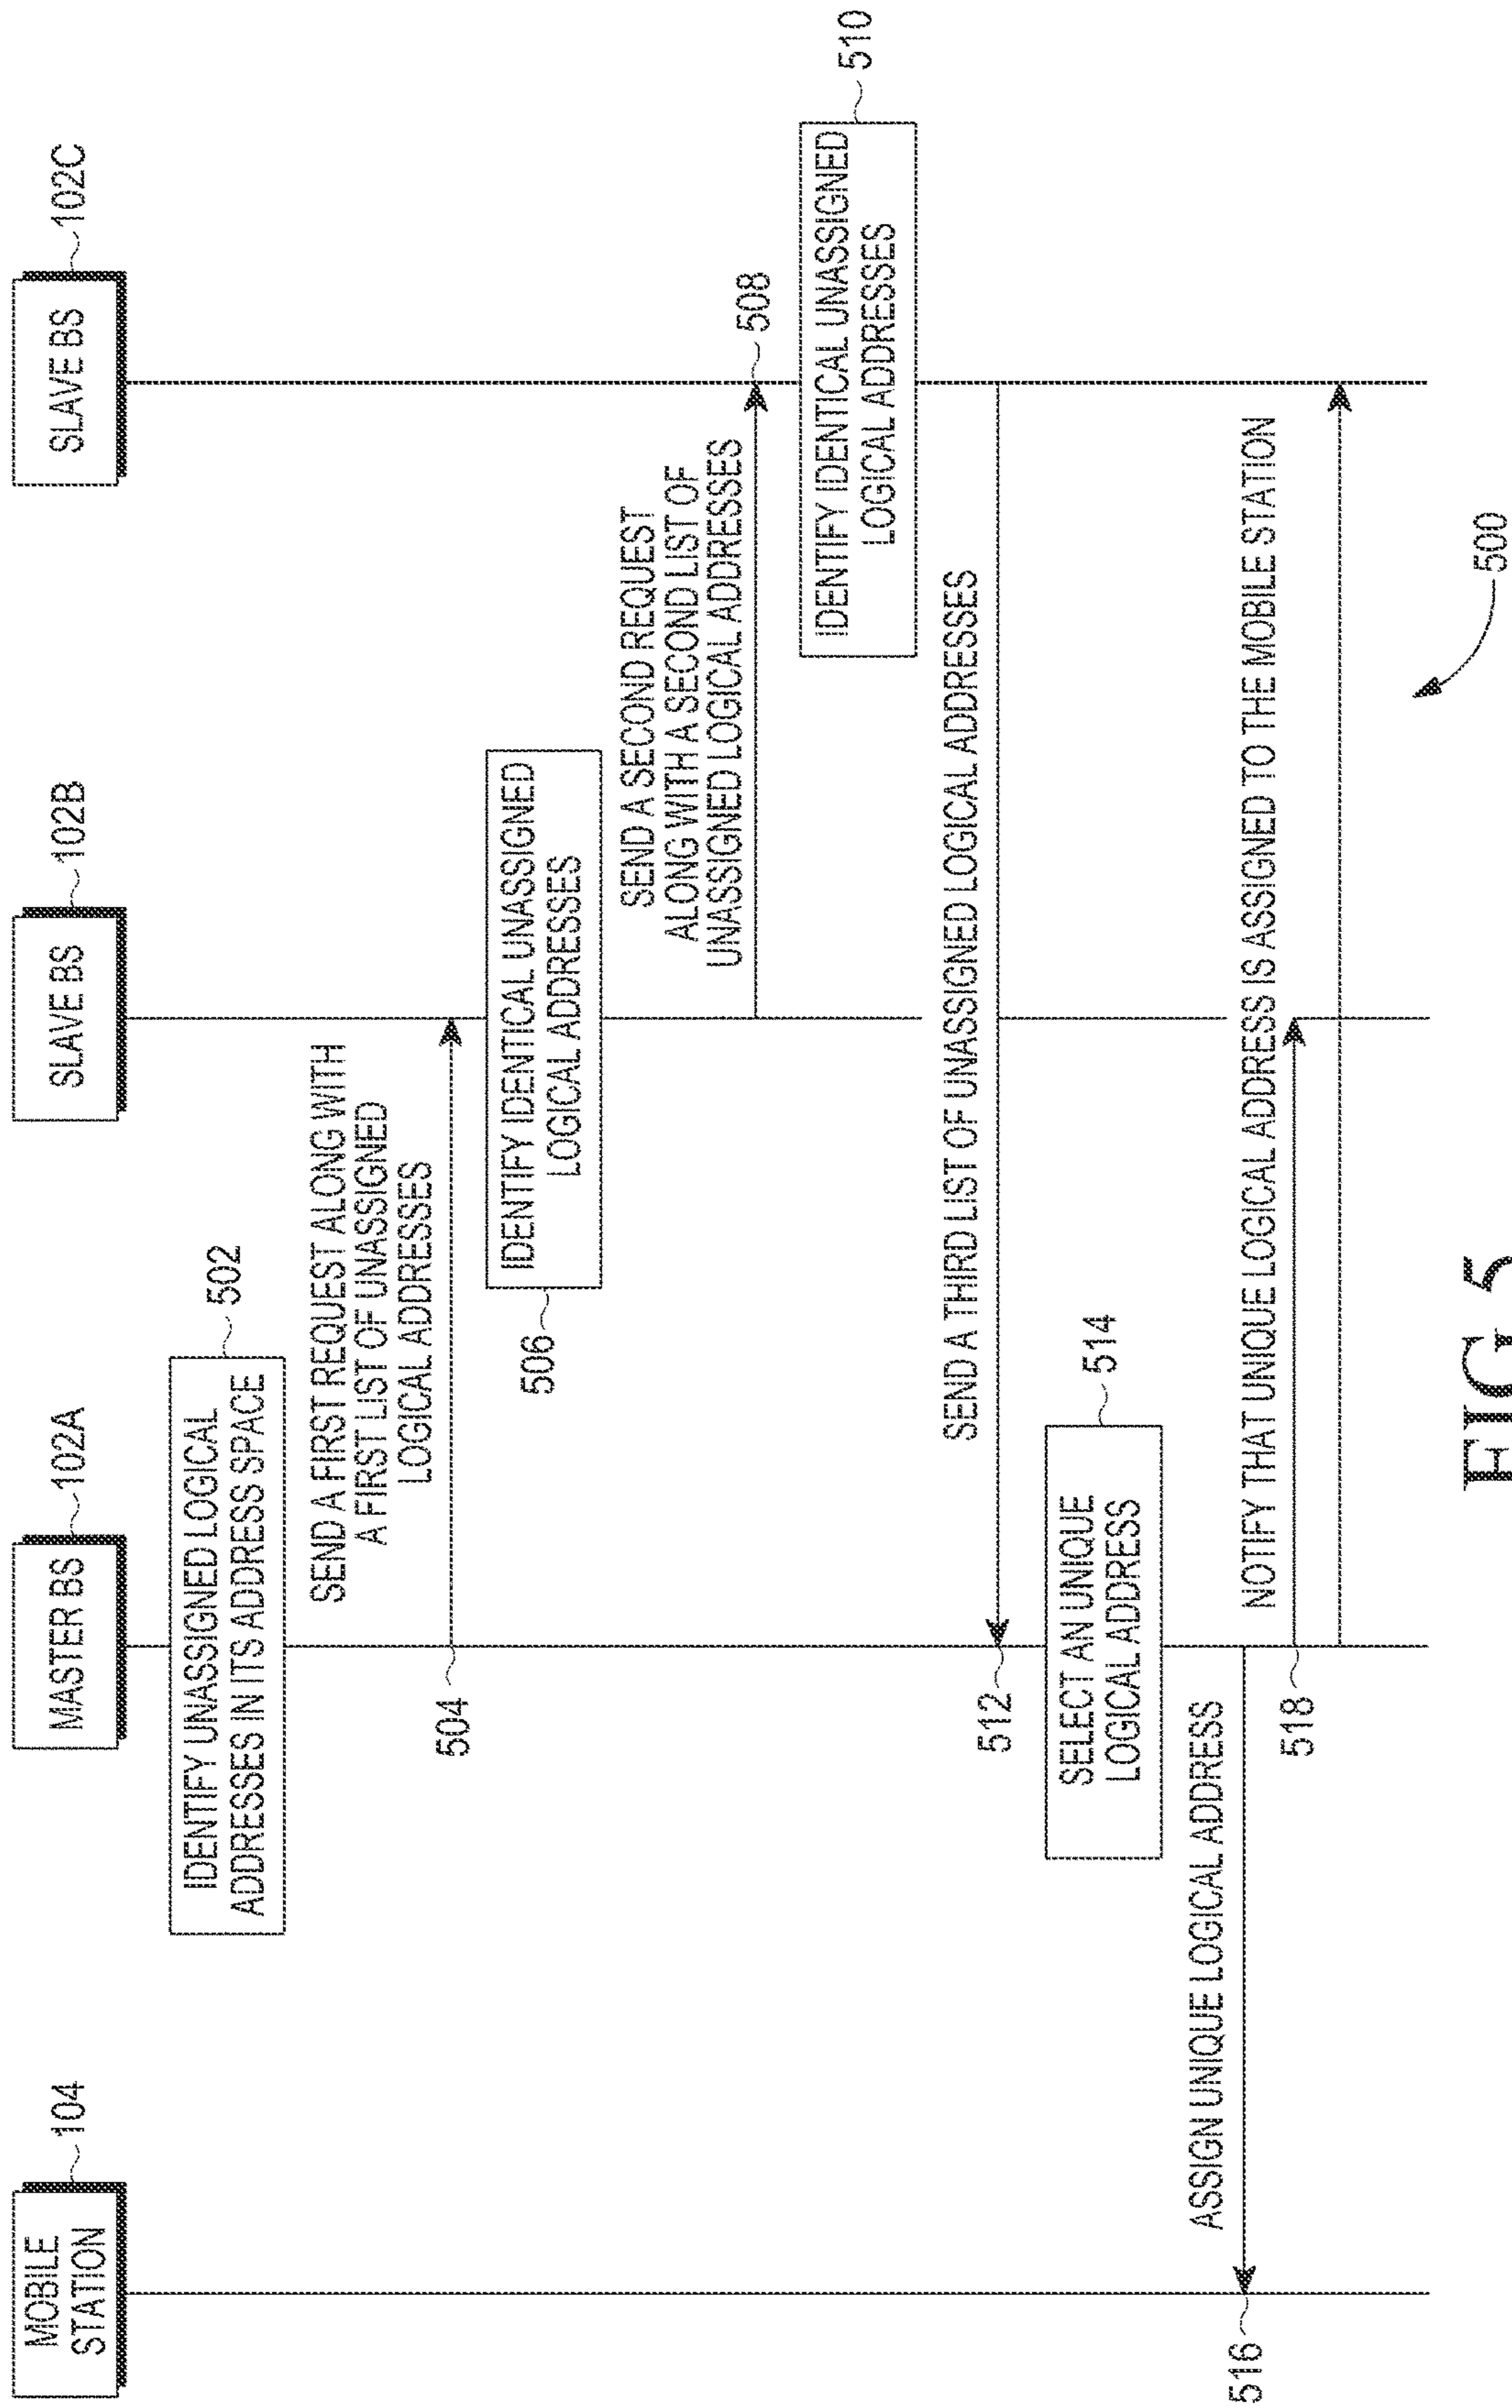 MOBILE
STATION
104
MASTER BS
102A
SLAVE BS
102B
SLAVE BS
102C
IDENTIFY UNASSIGNED LOGICAL
ADDRESSES IN ITS ADDRESS SPACE
502
SEND A FIRST REQUEST ALONG WITH
A FIRST LIST OF UNASSIGNED
LOGICAL ADDRESSES
504
IDENTIFY IDENTICAL UNASSIGNED
LOGICAL ADDRESSES
506
SEND A SECOND REQUEST
ALONG WITH A SECOND LIST OF
UNASSIGNED LOGICAL ADDRESSES
508
IDENTIFY IDENTICAL UNASSIGNED
LOGICAL ADDRESSES
510
SEND A THIRD LIST OF UNASSIGNED LOGICAL ADDRESSES
512
SELECT AN UNIQUE
LOGICAL ADDRESS
514
ASSIGN UNIQUE LOGICAL ADDRESS
516
NOTIFY THAT UNIQUE LOGICAL ADDRESS IS ASSIGNED TO THE MOBILE STATION
518
500
FIG 5